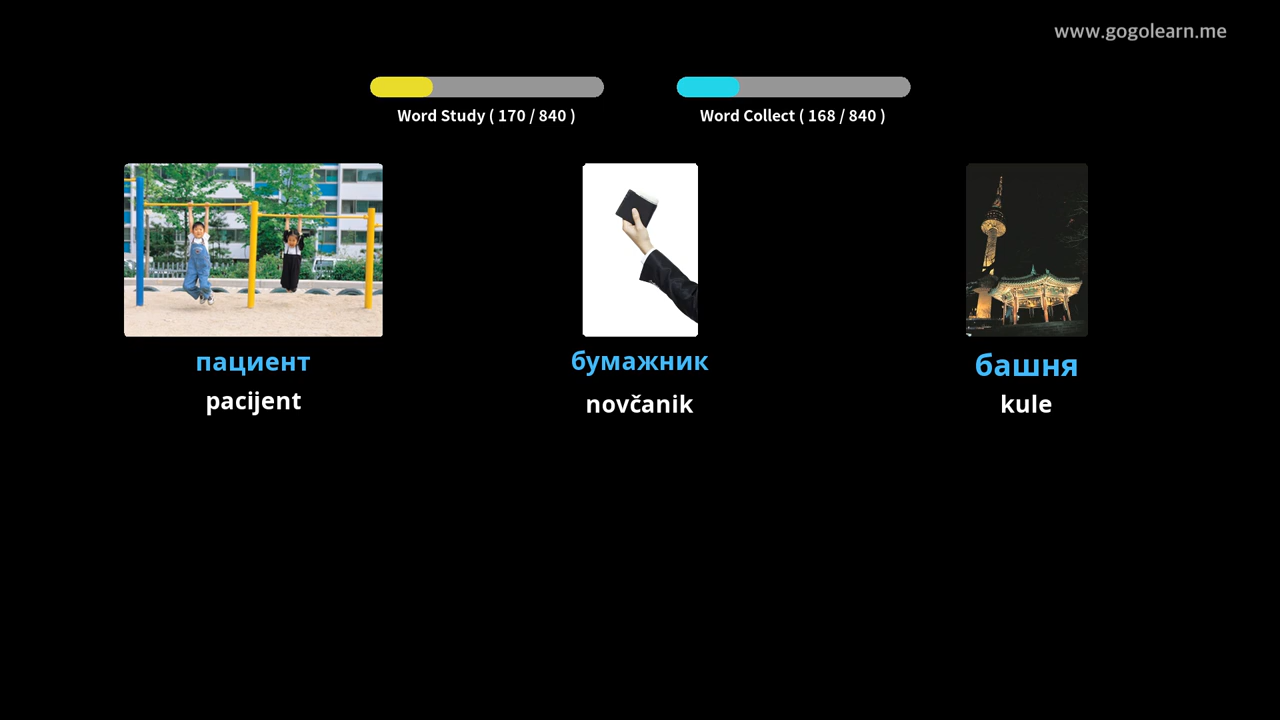 www.gogolearn.me
Word Study ( 170 / 840 )
Word Collect ( 168 / 840 )
пациент
pacijent
бумажник
novčanik
башня
kule